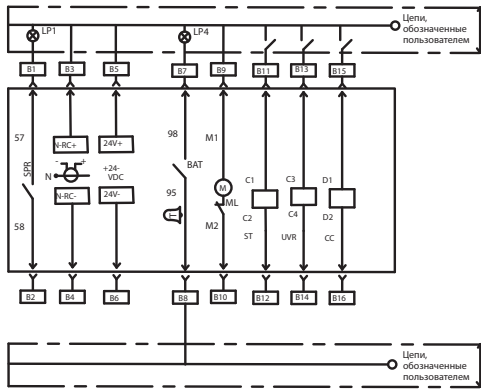 LP1
LP4
Цепи,
обозначенные
пользователем
B1
B3
B5
B7
B9
B11
B13
B15
57
SPR
58
N-RC+
- +
N
N-RC-
24V+
+24-
VDC
24V-
98
BAT
95
T
M1
M
ML
M2
C1
C2
ST
C3
C4
UVR
D1
D2
CC
B2
B4
B6
B8
B10
B12
B14
B16
Цепи,
обозначенные
пользователем